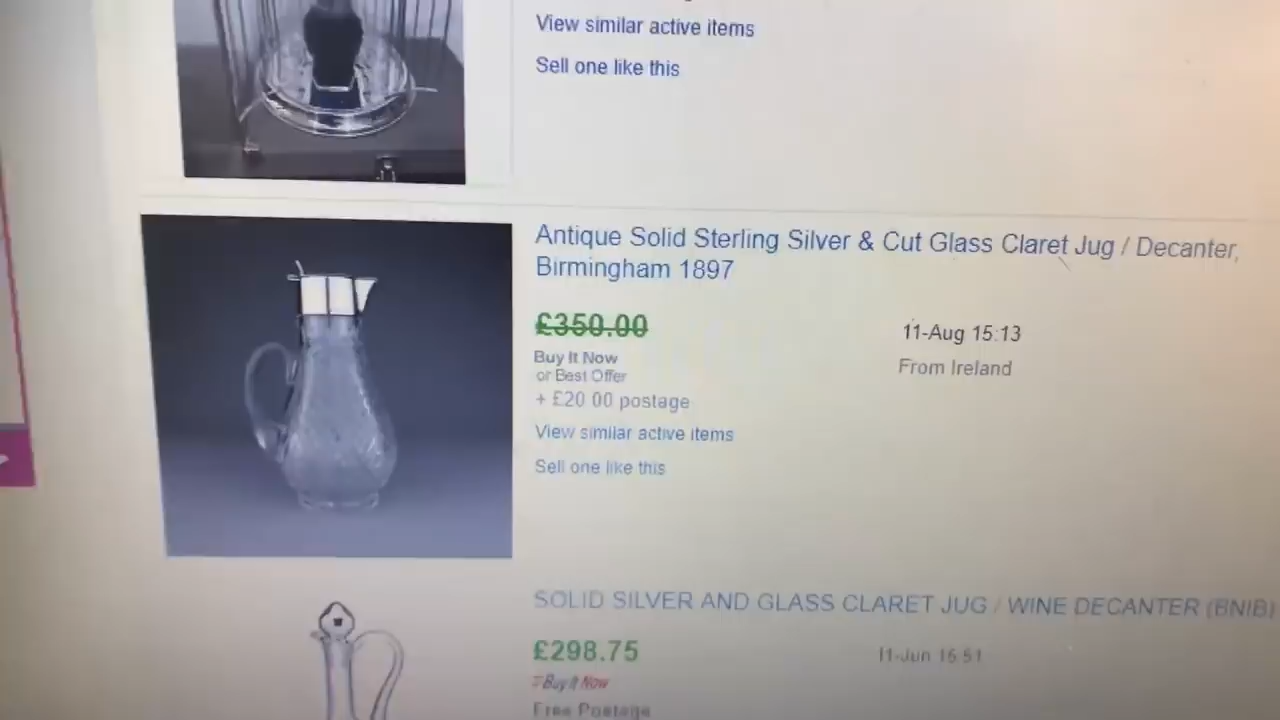 View similar active items
Sell one like this
Antique Solid Sterling Silver & Cut Glass Claret Jug / Decanter,
Birmingham 1897
£350.00
11-Aug 15:13
Buy It Now
or Best Offer
From Ireland
+ £20.00 postage
View similar active items
Sell one like this
SOLID SILVER AND GLASS CLARET JUG / WINE DECANTER (BNIB)
£298.75
11-Jun 16:51
Buy It Now
Free Postage